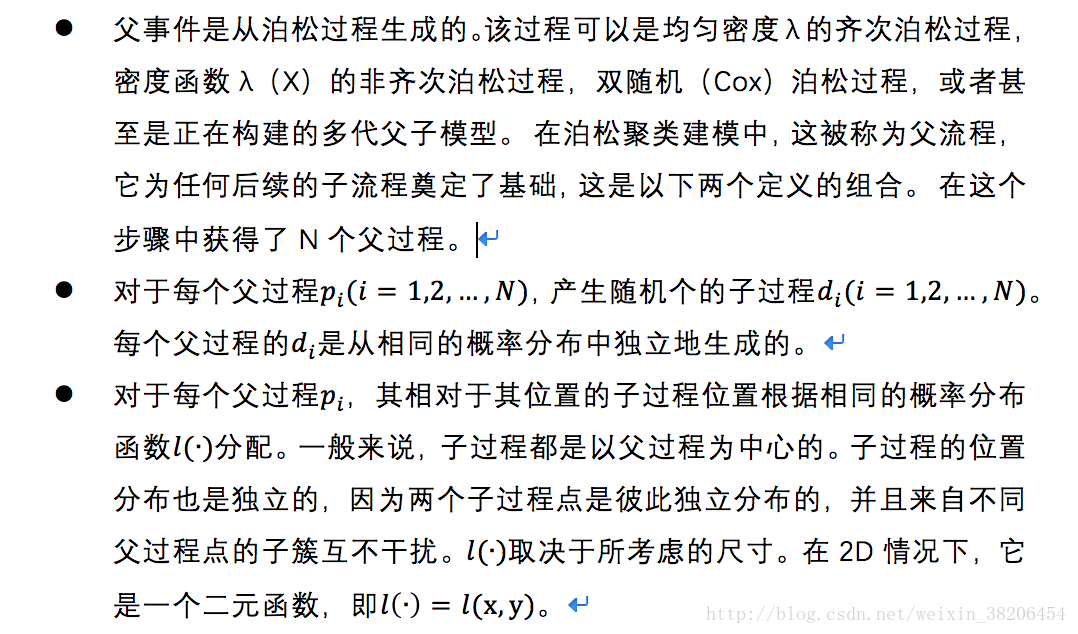 ● 父事件是从泊松过程生成的。该过程可以是均匀密度λ的齐次泊松过程，
密度函数λ（X）的非齐次泊松过程，双随机（Cox）泊松过程，或者甚
至是正在构建的多代父子模型。 在泊松聚类建模中，这被称为父流程，
它为任何后续的子流程奠定了基础，这是以下两个定义的组合。 在这个
步骤中获得了 N 个父过程。↵
● 对于每个父过程pᵢ(i = 1,2, … , N)，产生随机个的子过程dᵢ(i = 1,2, … , N)。
每个父过程的dᵢ是从相同的概率分布中独立地生成的。↵
● 对于每个父过程pᵢ，其相对于其位置的子过程位置根据相同的概率分布
函数l(·)分配。一般来说，子过程都是以父过程为中心的。子过程的位置
分布也是独立的，因为两个子过程点是彼此独立分布的，并且来自不同
父过程点的子簇互不干扰。l(·)取决于所考虑的尺寸。在 2D 情况下，它
是一个二元函数，即l(·) = l(x, y)。↵
http://blog.csdn.net/weixin_38206454